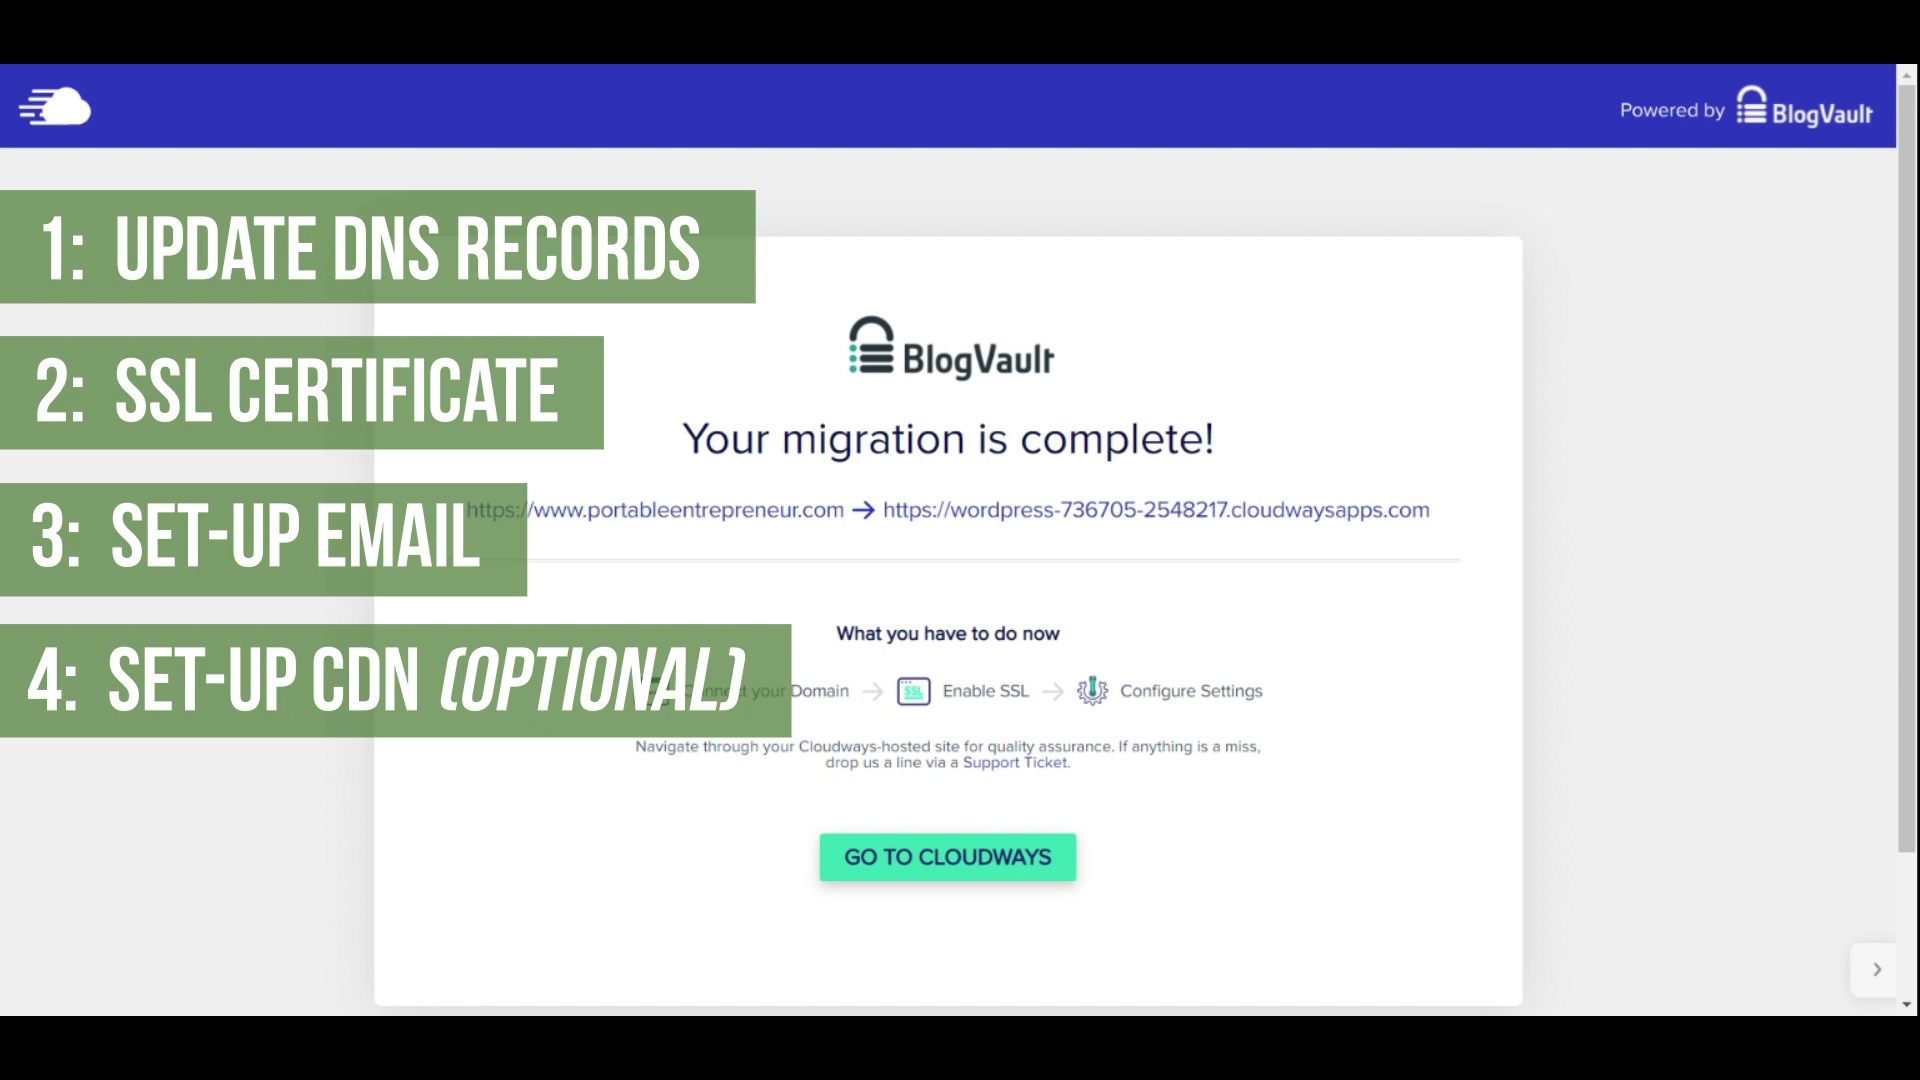 Powered by BlogVault
1: UPDATE DNS RECORDS
2: SSL CERTIFICATE
3: SET-UP EMAIL
4: SET-UP CDN (OPTIONAL)
BlogVault
Your migration is complete!
https://www.portableentrepreneur.com → https://wordpress-736705-2548217.cloudwaysapps.com
What you have to do now
Connect your Domain → SSL Enable SSL → Configure Settings
Navigate through your Cloudways-hosted site for quality assurance. If anything is a miss,
drop us a line via a Support Ticket.
GO TO CLOUDWAYS